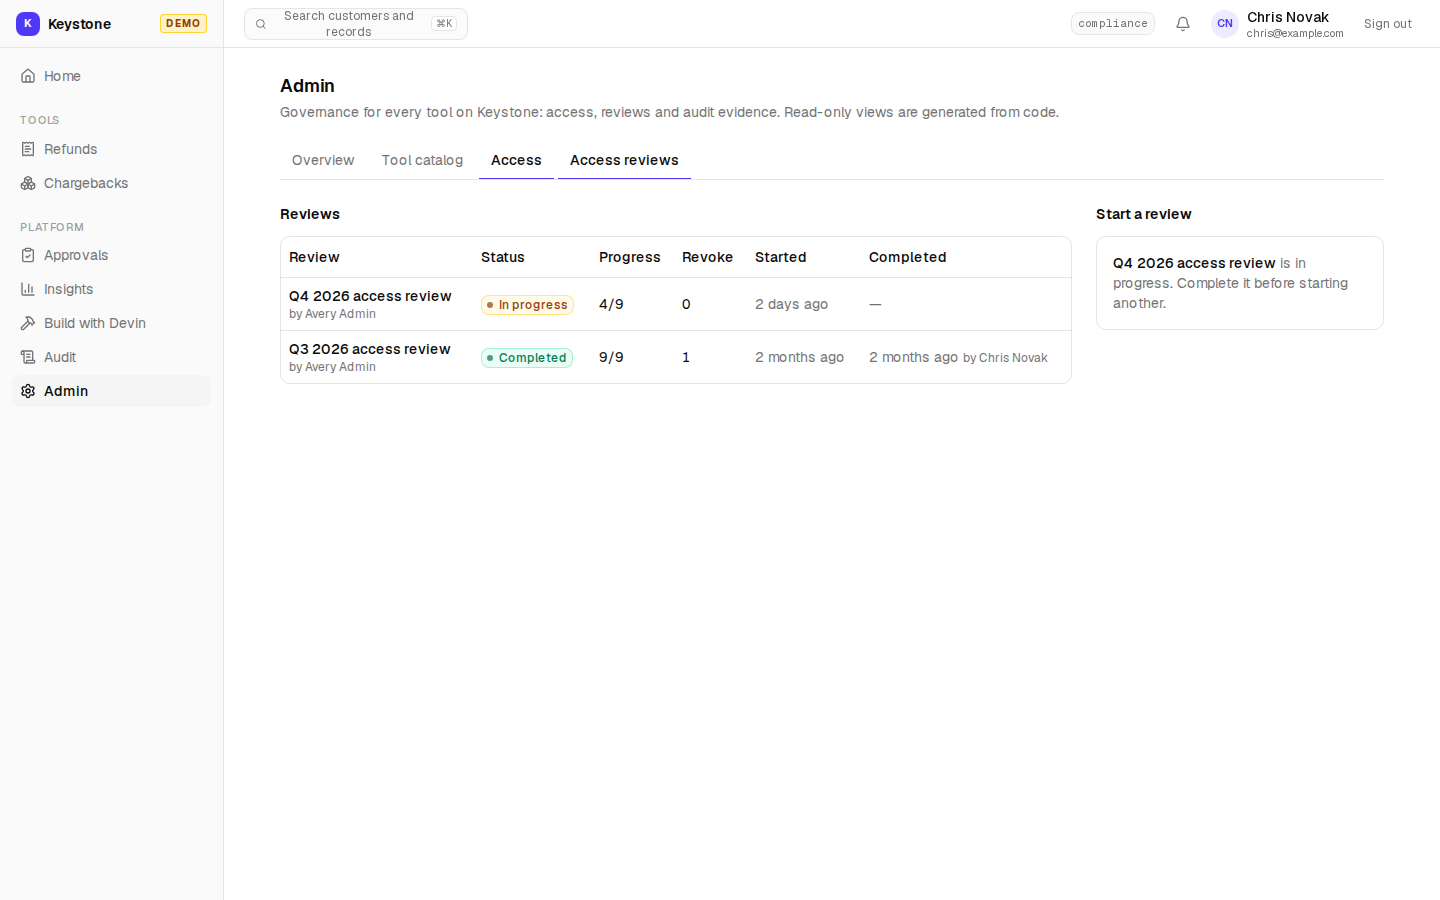 K Keystone DEMO
Search customers and records ⌘K
compliance
CN Chris Novak
chris@example.com
Sign out
Home
TOOLS
Refunds
Chargebacks
PLATFORM
Approvals
Insights
Build with Devin
Audit
Admin
Admin
Governance for every tool on Keystone: access, reviews and audit evidence. Read-only views are generated from code.
Overview Tool catalog Access Access reviews
Reviews
Review Status Progress Revoke Started Completed
Q4 2026 access review
by Avery Admin
In progress 4/9 0 2 days ago —
Q3 2026 access review
by Avery Admin
Completed 9/9 1 2 months ago 2 months ago by Chris Novak
Start a review
Q4 2026 access review is in
progress. Complete it before starting
another.